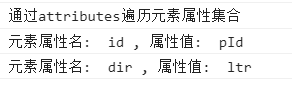 通过attributes遍历元素属性集合
元素属性名:  id , 属性值:  pId
元素属性名:  dir , 属性值:  ltr